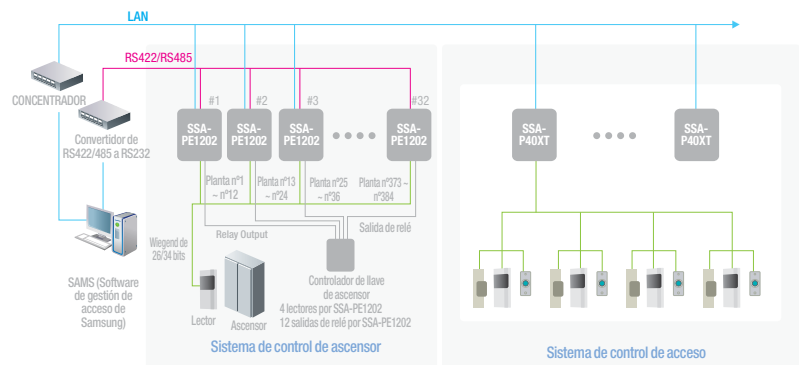 LAN
RS422/RS485
CONCENTRADOR
#1
#2
#3
#32
Convertidor de
RS422/485 a RS232
SSA-
PE1202
SSA-
PE1202
SSA-
PE1202
SSA-
PE1202
SSA-
P40XT
SSA-
P40XT
Planta nº1
~ nº12
Planta nº13
~ nº24
Planta nº25
~ nº36
Planta nº373 ~
nº384
Wiegend de
26/34 bits
Relay Output
Salida de relé
SAMS (Software
de gestión de
acceso de
Samsung)
Lector
Ascensor
Controlador de llave
de ascensor
4 lectores por SSA-PE1202
12 salidas de relé por SSA-PE1202
Sistema de control de ascensor
Sistema de control de acceso